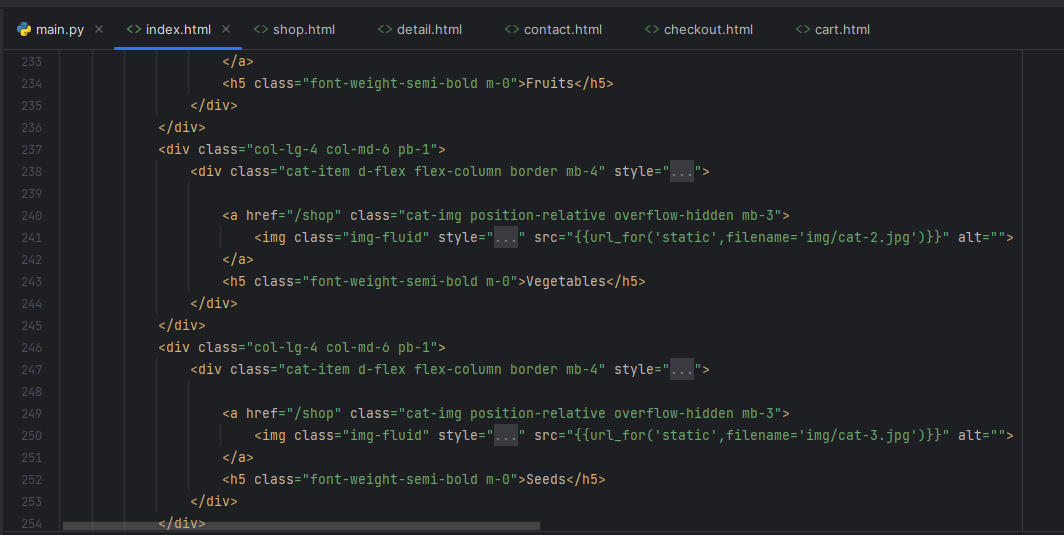 main.py index.html shop.html detail.html contact.html checkout.html cart.html
233 </a>
234 <h5 class="font-weight-semi-bold m-0">Fruits</h5>
235 </div>
236 </div>
237 <div class="col-lg-4 col-md-6 pb-1">
238 <div class="cat-item d-flex flex-column border mb-4" style="...">
239
240 <a href="/shop" class="cat-img position-relative overflow-hidden mb-3">
241 <img class="img-fluid" style="..." src="{{url_for('static',filename='img/cat-2.jpg')}}" alt="">
242 </a>
243 <h5 class="font-weight-semi-bold m-0">Vegetables</h5>
244 </div>
245 </div>
246 <div class="col-lg-4 col-md-6 pb-1">
247 <div class="cat-item d-flex flex-column border mb-4" style="...">
248
249 <a href="/shop" class="cat-img position-relative overflow-hidden mb-3">
250 <img class="img-fluid" style="..." src="{{url_for('static',filename='img/cat-3.jpg')}}" alt="">
251 </a>
252 <h5 class="font-weight-semi-bold m-0">Seeds</h5>
253 </div>
254 </div>